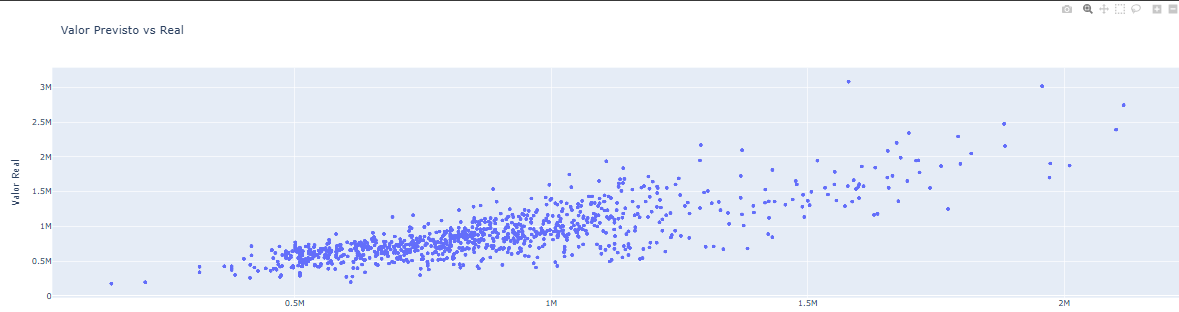 Valor Previsto vs Real
3M
2.5M
2M
1.5M
1M
0.5M
0
Valor Real
0.5M
1M
1.5M
2M